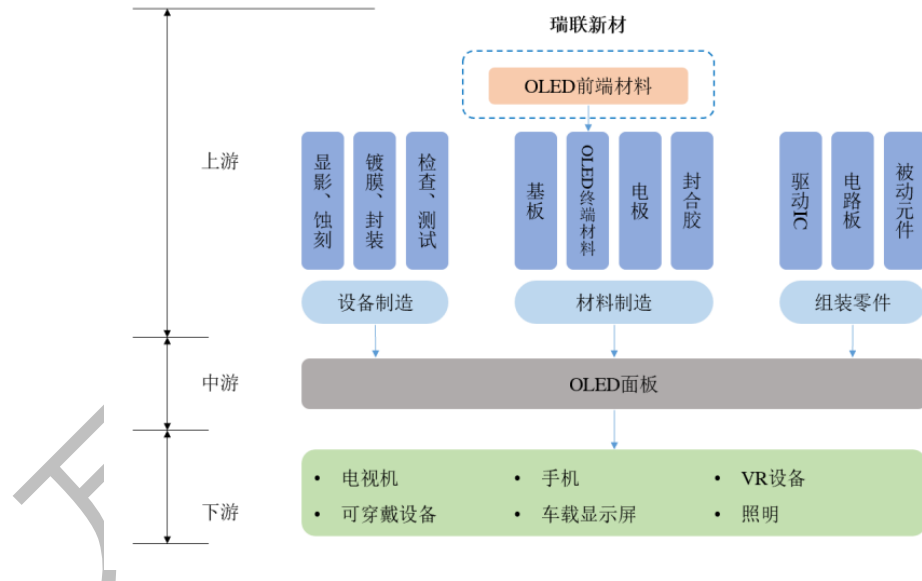 瑞联新材
OLED前端材料
上游
显影、蚀刻
镀膜、封装
检查、测试
基板
OLED终端材料
电极
封合胶
驱动IC
电路板
被动元件
设备制造
材料制造
组装零件
中游
OLED面板
下游
• 电视机
• 手机
• VR设备
• 可穿戴设备
• 车载显示屏
• 照明